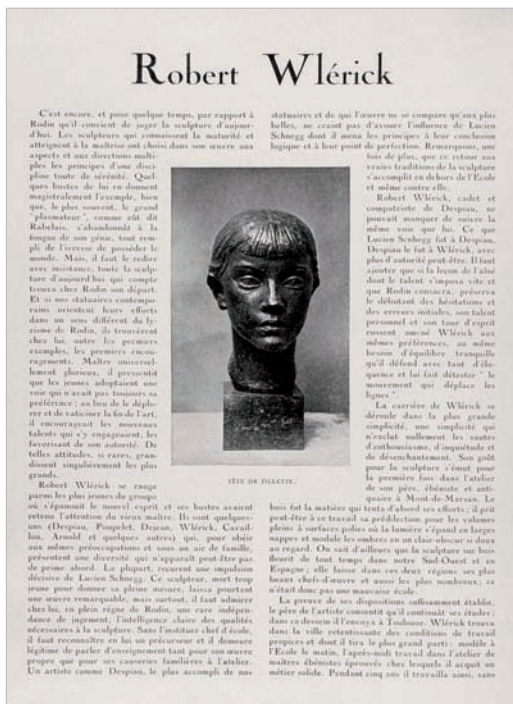 Robert Wlérick
C'est encore, et pour quelque temps, par rapport à
Rodin qu'il convient de juger la sculpture d'aujour-
d'hui. Les sculpteurs qui connaissent la maturité et
atteignent à la maîtrise ont choisi dans son œuvre aux
aspects et aux directions multi-
ples les principes d'une disci-
pline toute de sérénité. Quel-
ques bustes de lui en donnent
magistralement l'exemple, bien
que, le plus souvent, le grand
"plasmateur", comme eût dit
Rabelais, s'abandonnât à la
fougue de son génie, tout rem-
pli de l'ivresse de posséder le
monde. Mais, il faut le redire
avec insistance, toute la sculp-
ture d'aujourd'hui qui compte
trouva chez Rodin son départ.
Et si nos statuaires contempo-
rains orientent leurs efforts
dans un sens différent du ly-
risme de Rodin, ils trouvèrent
chez lui, outre les premiers
exemples, les premiers encou-
ragements. Maître universel-
lement glorieux, il pressentit
que les jeunes adoptaient une
voie qui n'avait pas toujours sa
préférence ; au lieu de le déplo-
rer et de vaticiner la fin de l'art,
il encourageait les nouveaux
talents qui s'y engageaient, les
favorisant de son autorité. De
telles attitudes, si rares, gran-
dissent singulièrement les plus
grands.
Robert Wlérick se range
parmi les plus jeunes du groupe
où s'épanouit le nouvel esprit et ses bustes avaient
retenu l'attention du vieux maître. Ils sont quelques-
uns (Despiau, Poupelet, Dejean, Wlérick, Cavail-
lon, Arnold et quelques autres) qui, pour obéir
aux mêmes préoccupations et sous un air de famille,
présentent une diversité qui n'apparaît peut-être pas
de prime abord. La plupart, reçurent une impulsion
décisive de Lucien Schnegg. Ce sculpteur, mort trop
jeune pour donner sa pleine mesure, laissa pourtant
une œuvre remarquable, mais surtout, il faut admirer
chez lui, en plein règne de Rodin, une rare indépen-
dance de jugement, l'intelligence claire des qualités
nécessaires à la sculpture. Sans l'instituer chef d'école,
il faut reconnaître en lui un précurseur et il demeure
légitime de parler d'enseignement tant pour son œuvre
propre que pour ses causeries familières à l'atelier.
Un artiste comme Despiau, le plus accompli de nos
TÊTE DE FILLETTE.
statuaires et de qui l'œuvre ne se compare qu'aux plus
belles, ne craint pas d'avouer l'influence de Lucien
Schnegg dont il mena les principes à leur conclusion
logique et à leur point de perfection. Remarquons, une
fois de plus, que ce retour aux
vraies traditions de la sculpture
s'accomplit en dehors de l'Ecole
et même contre elle.
Robert Wlérick, cadet et
compatriote de Despiau, ne
pouvait manquer de suivre la
même voie que lui. Ce que
Lucien Schnegg fut à Despiau,
Despiau le fut à Wlérick, avec
plus d'autorité peut-être. Il faut
ajouter que si la leçon de l'aîné
dont le talent s'imposa vite et
que Rodin consacra, préserva
le débutant des hésitations et
des erreurs initiales, son talent
personnel et son tour d'esprit
eussent amené Wlérick aux
mêmes préférences, au même
besoin d'équilibre tranquille
qu'il défend avec tant d'élo-
quence et lui fait détester "le
mouvement qui déplace les
lignes".
La carrière de Wlérick se
déroule dans la plus grande
simplicité, une simplicité qui
n'exclut nullement les sautes
d'enthousiasme, d'inquiétude et
de désenchantement. Son goût
pour la sculpture s'émut pour
la première fois dans l'atelier
de son père, ébéniste et anti-
quaire à Mont-de-Marsan. Le
bois fut la matière qui tenta d'abord ses efforts ; il prit
peut-être à ce travail sa prédilection pour les volumes
pleins à surfaces polies où la lumière s'épand en larges
nappes et module les ombres en un clair-obscur si doux
au regard. On sait d'ailleurs que la sculpture sur bois
fleurit de tout temps dans notre Sud-Ouest et en
Espagne ; elle laissa dans ces deux régions ses plus
beaux chefs-d'œuvre et aussi les plus nombreux ; ce
n'était donc pas une mauvaise école.
La preuve de ses dispositions suffisamment établie,
le père de l'artiste consentit qu'il continuât ses études ;
dans ce dessein il l'envoya à Toulouse. Wlérick trouva
dans la ville retentissante des conditions de travail
propices et dont il tira le plus grand parti : modèle à
l'Ecole le matin, l'après-midi travail dans l'atelier de
maîtres ébénistes éprouvés chez lesquels il acquit un
métier solide. Pendant cinq ans il travailla ainsi, sans